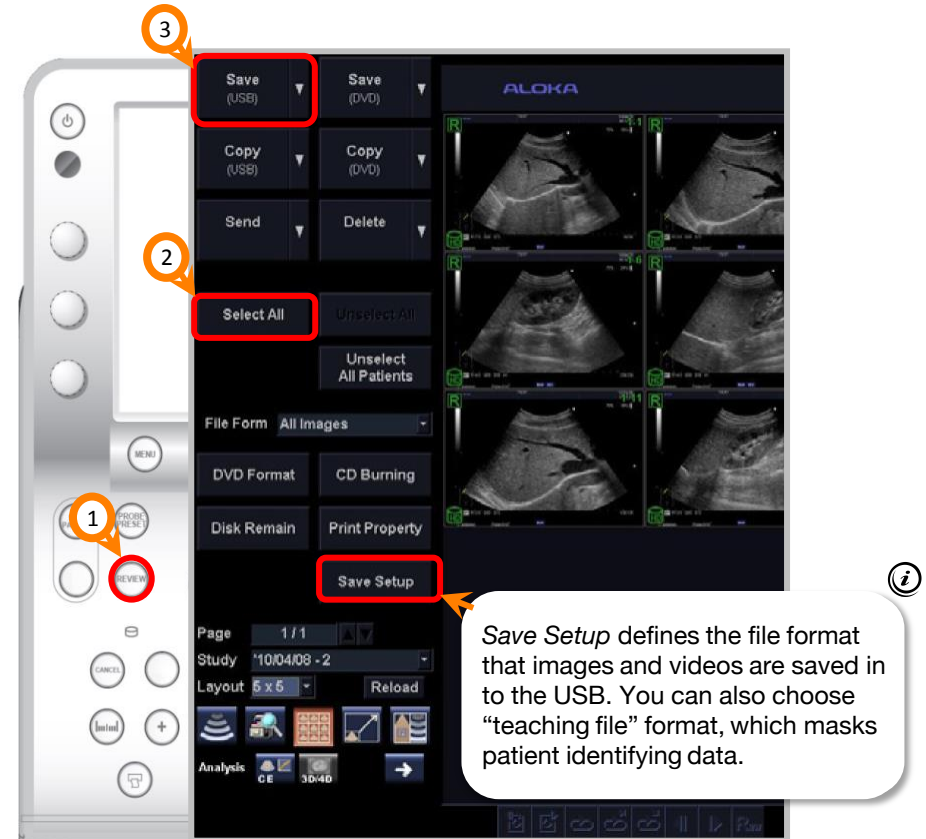 3
Save
(USB)
Save
(DVD)
ALOKA
Copy
(USB)
Copy
(DVD)
Send
Delete
2
Select All
Unselect All
Unselect
All Patients
File Form All Images
MENU
DVD Format
CD Burning
1
PROBE
PRESET
Disk Remain
Print Property
REVIEW
Save Setup
i
Page 1/1
Study '10/04/08 - 2
Layout 5 x 5
Reload
CANCEL
Analysis
CE
3D/4D
Save Setup defines the file format
that images and videos are saved in
to the USB. You can also choose
“teaching file” format, which masks
patient identifying data.
Raw